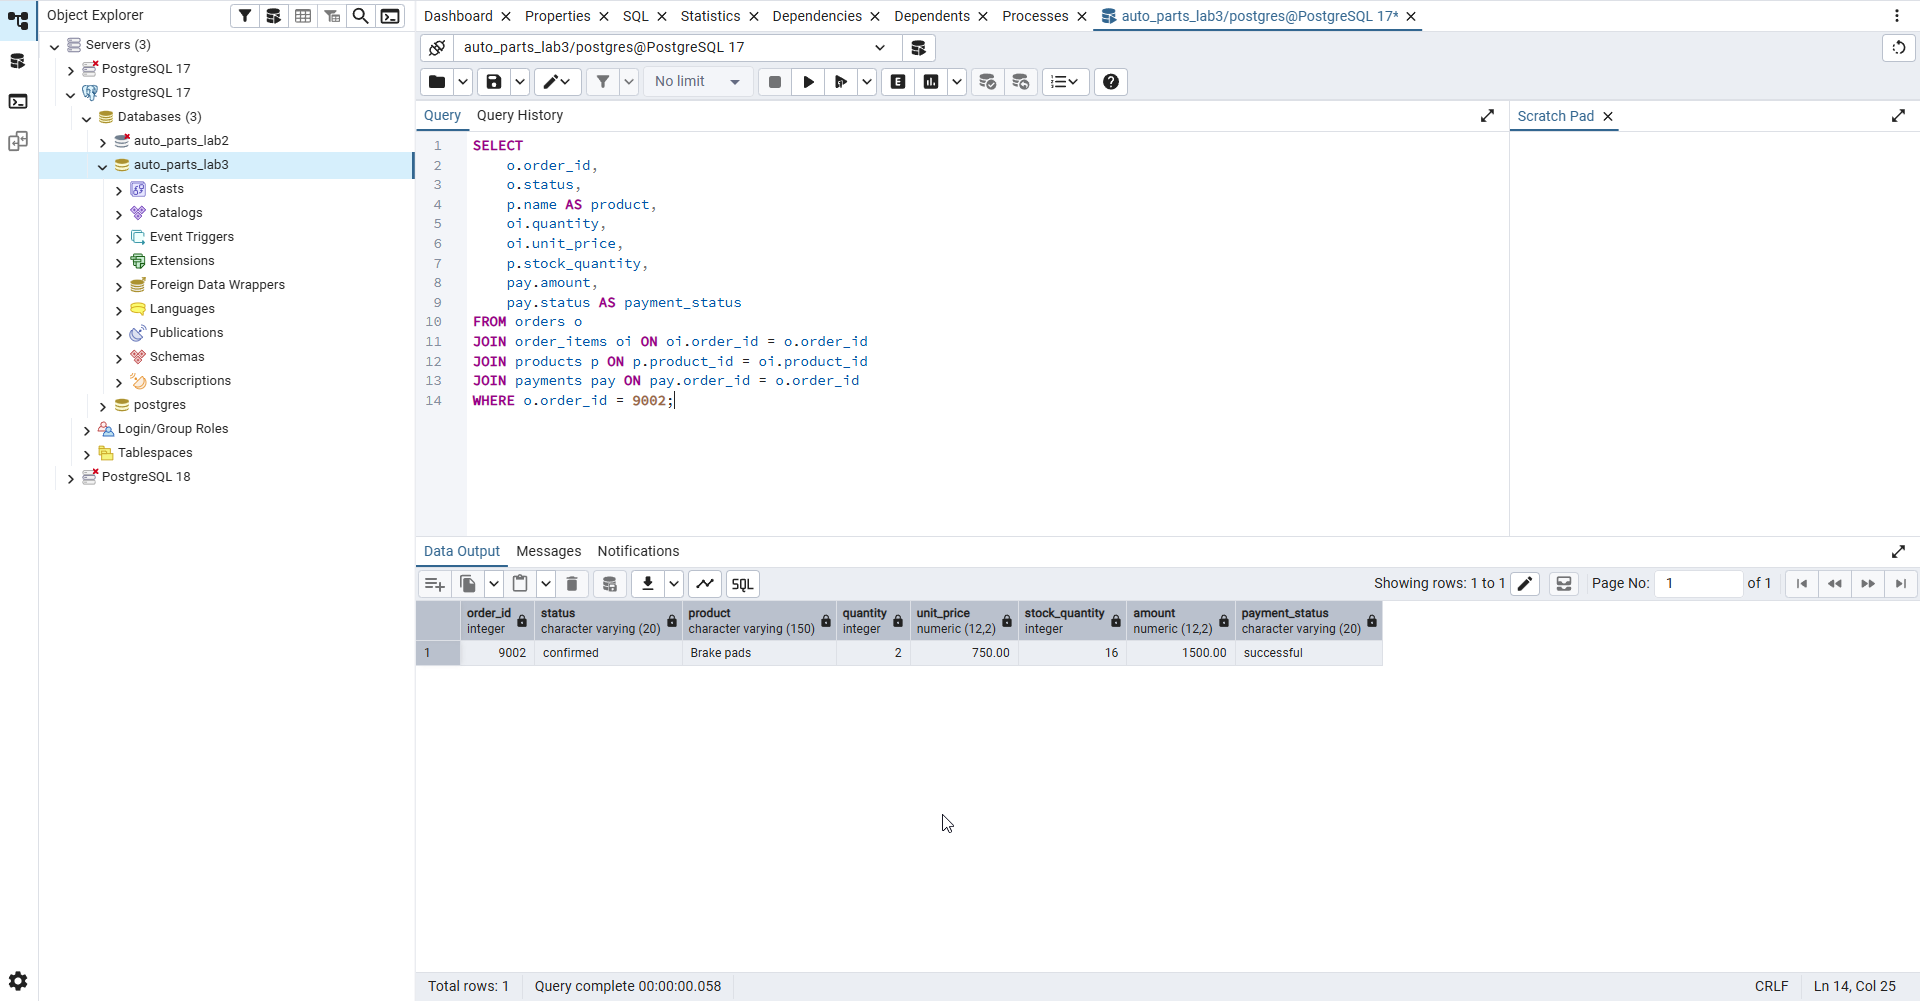 Object Explorer
Servers (3)
PostgreSQL 17
PostgreSQL 17
Databases (3)
auto_parts_lab2
auto_parts_lab3
Casts
Catalogs
Event Triggers
Extensions
Foreign Data Wrappers
Languages
Publications
Schemas
Subscriptions
postgres
Login/Group Roles
Tablespaces
PostgreSQL 18
Dashboard Properties SQL Statistics Dependencies Dependents Processes auto_parts_lab3/postgres@PostgreSQL 17*
auto_parts_lab3/postgres@PostgreSQL 17
No limit E
Query Query History
Scratch Pad
1 SELECT
2 o.order_id,
3 o.status,
4 p.name AS product,
5 oi.quantity,
6 oi.unit_price,
7 p.stock_quantity,
8 pay.amount,
9 pay.status AS payment_status
10 FROM orders o
11 JOIN order_items oi ON oi.order_id = o.order_id
12 JOIN products p ON p.product_id = oi.product_id
13 JOIN payments pay ON pay.order_id = o.order_id
14 WHERE o.order_id = 9002;
Data Output Messages Notifications
SQL Showing rows: 1 to 1 Page No: 1 of 1
order_id status product quantity unit_price stock_quantity amount payment_status
integer character varying (20) character varying (150) integer numeric (12,2) integer numeric (12,2) character varying (20)
1 9002 confirmed Brake pads 2 750.00 16 1500.00 successful
Total rows: 1 Query complete 00:00:00.058 CRLF Ln 14, Col 25